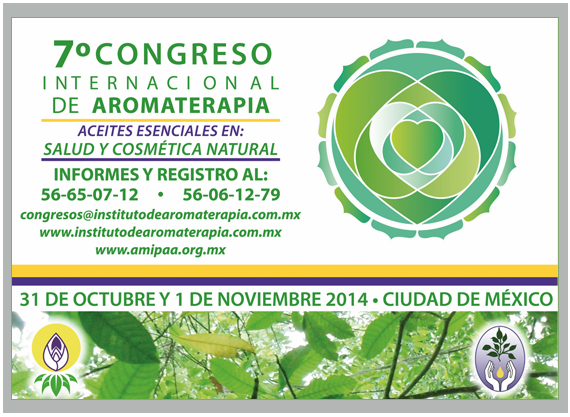 7º CONGRESO
INTERNACIONAL
DE AROMATERAPIA
ACEITES ESENCIALES EN:
SALUD Y COSMÉTICA NATURAL
INFORMES Y REGISTRO AL:
56-65-07-12 • 56-06-12-79
congresos@institutodearomaterapia.com.mx
www.institutodearomaterapia.com.mx
www.amipaa.org.mx
31 DE OCTUBRE Y 1 DE NOVIEMBRE 2014 • CIUDAD DE MÉXICO